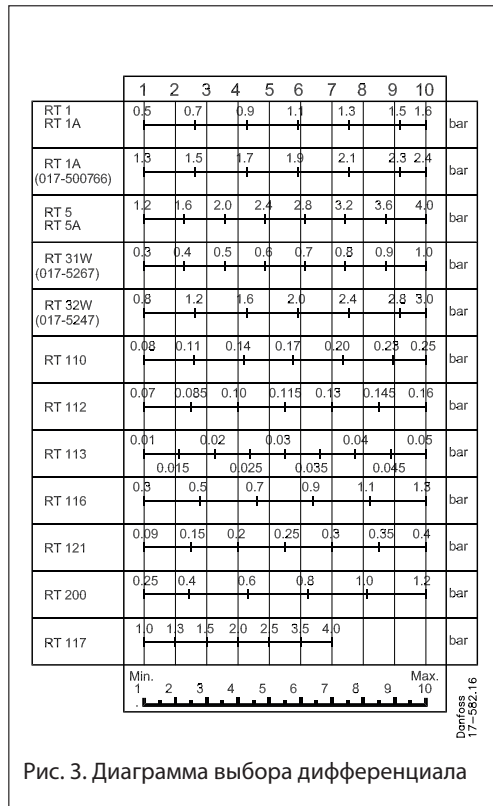 1 2 3 4 5 6 7 8 9 10
RT 1
RT 1A
0.5 0.7 0.9 1.1 1.3 1.5 1.6
bar
RT 1A
(017-500766)
1.3 1.5 1.7 1.9 2.1 2.3 2.4
bar
RT 5
RT 5A
1.2 1.6 2.0 2.4 2.8 3.2 3.6 4.0
bar
RT 31W
(017-5267)
0.3 0.4 0.5 0.6 0.7 0.8 0.9 1.0
bar
RT 32W
(017-5247)
0.8 1.2 1.6 2.0 2.4 2.8 3.0
bar
RT 110
0.08 0.11 0.14 0.17 0.20 0.23 0.25
bar
RT 112
0.07 0.085 0.10 0.115 0.13 0.145 0.16
bar
RT 113
0.01 0.02 0.03 0.04 0.05
0.015 0.025 0.035 0.045
bar
RT 116
0.3 0.5 0.7 0.9 1.1 1.3
bar
RT 121
0.09 0.15 0.2 0.25 0.3 0.35 0.4
bar
RT 200
0.25 0.4 0.6 0.8 1.0 1.2
bar
RT 117
1.0 1.3 1.5 2.0 2.5 3.5 4.0
bar
Min. Max.
1 2 3 4 5 6 7 8 9 10
Danfoss
17-582.16
Рис. 3. Диаграмма выбора дифференциала